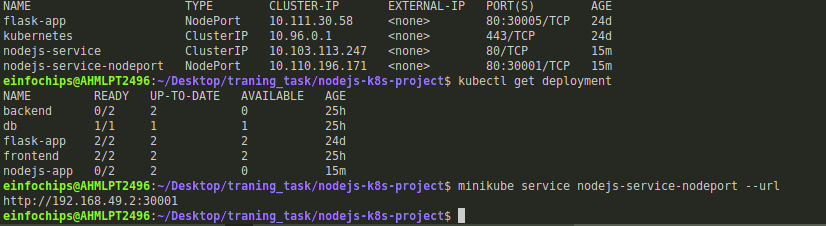 NAME TYPE CLUSTER-IP EXTERNAL-IP PORT(S) AGE
flask-app NodePort 10.111.30.58 <none> 80:30005/TCP 24d
kubernetes ClusterIP 10.96.0.1 <none> 443/TCP 24d
nodejs-service ClusterIP 10.103.113.247 <none> 80/TCP 15m
nodejs-service-nodeport NodePort 10.110.196.171 <none> 80:30001/TCP 15m
einfochips@AHMLPT2496:~/Desktop/traning_task/nodejs-k8s-project$ kubectl get deployment
NAME READY UP-TO-DATE AVAILABLE AGE
backend 0/2 2 0 25h
db 1/1 1 1 25h
flask-app 2/2 2 2 24d
frontend 2/2 2 2 25h
nodejs-app 0/2 2 0 15m
einfochips@AHMLPT2496:~/Desktop/traning_task/nodejs-k8s-project$ minikube service nodejs-service-nodeport --url
http://192.168.49.2:30001
einfochips@AHMLPT2496:~/Desktop/traning_task/nodejs-k8s-project$